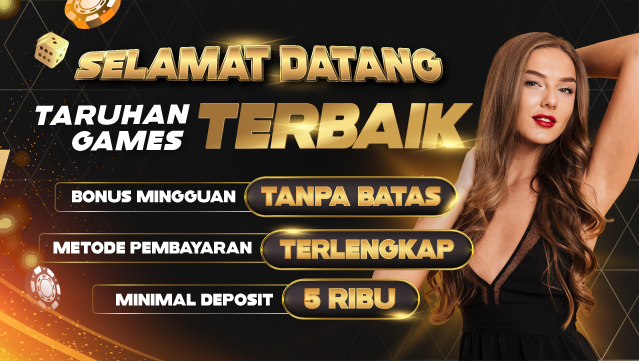 SELAMAT DATANG
TARUHAN GAMES TERBAIK
BONUS MINGGUAN TANPA BATAS
METODE PEMBAYARAN TERLENGKAP
MINIMAL DEPOSIT 5 RIBU